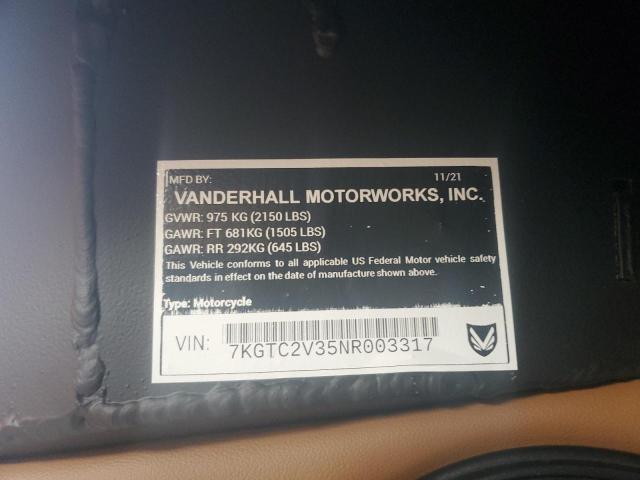 MFD BY: 11/21
VANDERHALL MOTORWORKS, INC.
GVWR: 975 KG (2150 LBS)
GAWR: FT 681KG (1505 LBS)
GAWR: RR 292KG (645 LBS)
This Vehicle conforms to all applicable US Federal Motor vehicle safety
standards in effect on the date of manufacture shown above.
Type: Motorcycle
VIN: 7KGTC2V35NR003317